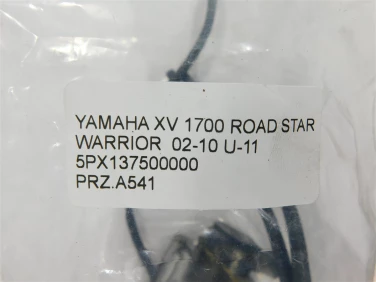 YAMAHA XV 1700 ROAD STAR
WARRIOR 02-10 U-11
5PX137500000
PRZ.A541